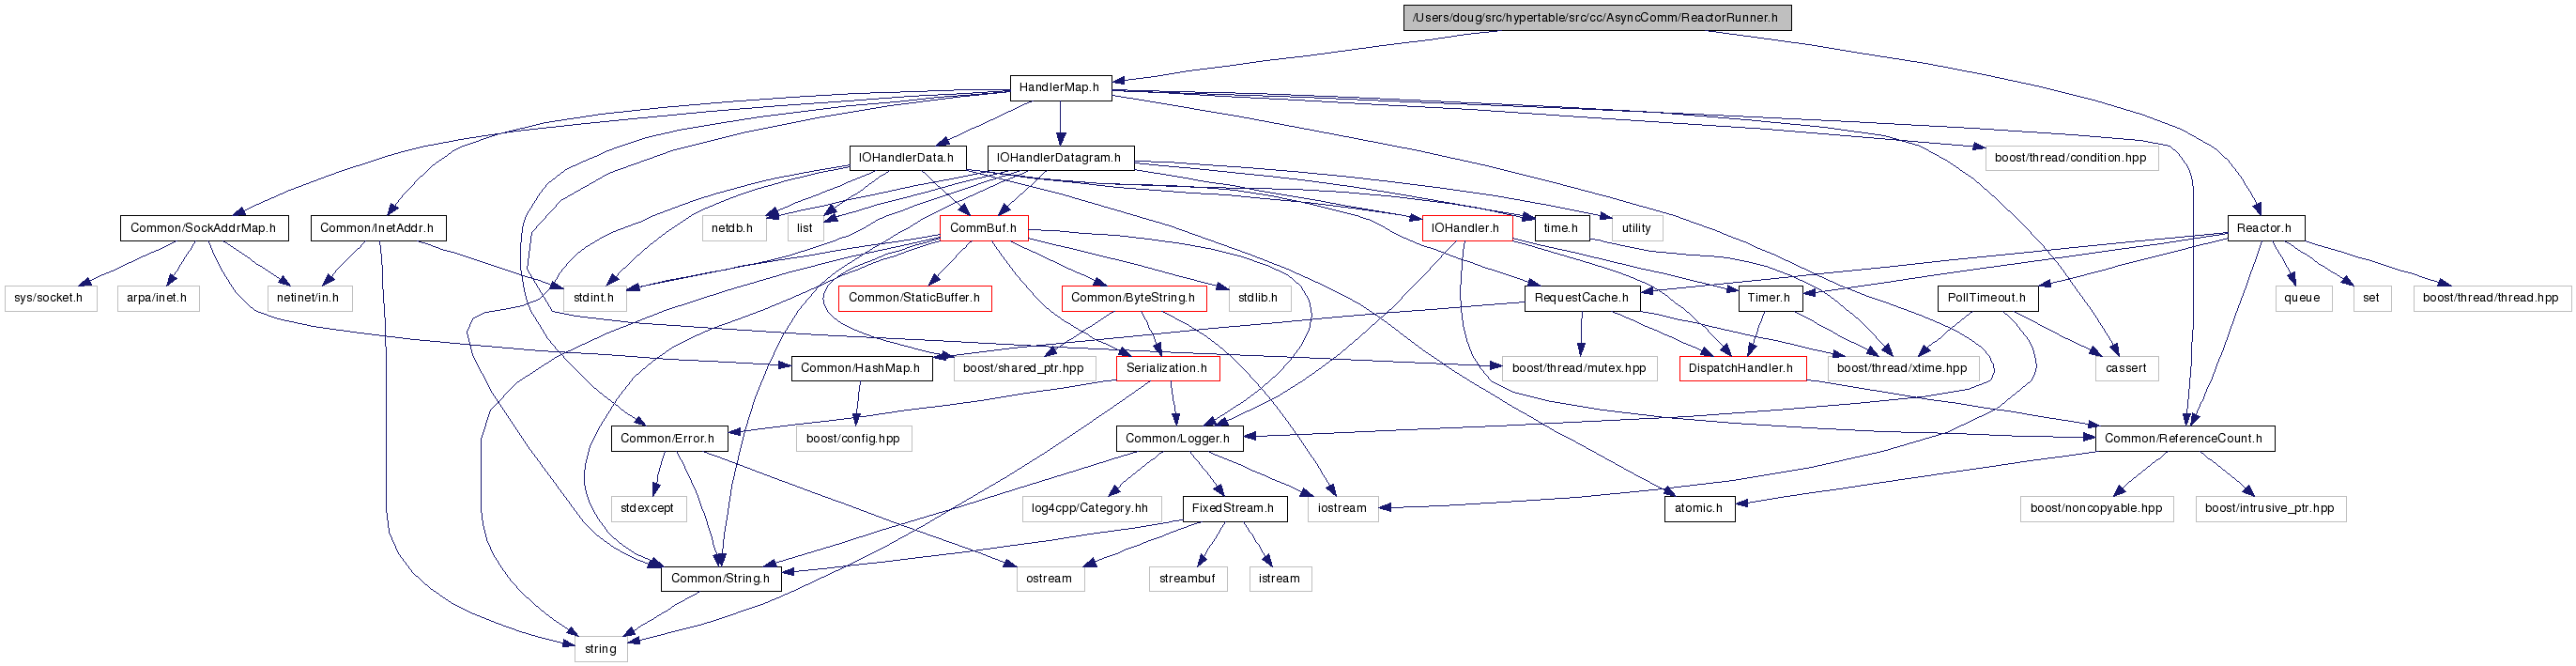 /Users/doug/src/hypertable/src/cc/AsyncComm/ReactorRunner.h
HandlerMap.h
IOHandlerData.h
IOHandlerDatagram.h
boost/thread/condition.hpp
Common/SockAddrMap.h
Common/InetAddr.h
netdb.h
list
CommBuf.h
IOHandler.h
time.h
utility
Reactor.h
sys/socket.h
arpa/inet.h
netinet/in.h
stdint.h
Common/StaticBuffer.h
Common/ByteString.h
stdlib.h
RequestCache.h
Timer.h
PollTimeout.h
queue
set
boost/thread/thread.hpp
Common/HashMap.h
boost/shared_ptr.hpp
Serialization.h
boost/thread/mutex.hpp
DispatchHandler.h
boost/thread/xtime.hpp
cassert
Common/Error.h
boost/config.hpp
Common/Logger.h
Common/ReferenceCount.h
stdexcept
log4cpp/Category.hh
FixedStream.h
iostream
atomic.h
boost/noncopyable.hpp
boost/intrusive_ptr.hpp
Common/String.h
ostream
streambuf
istream
string